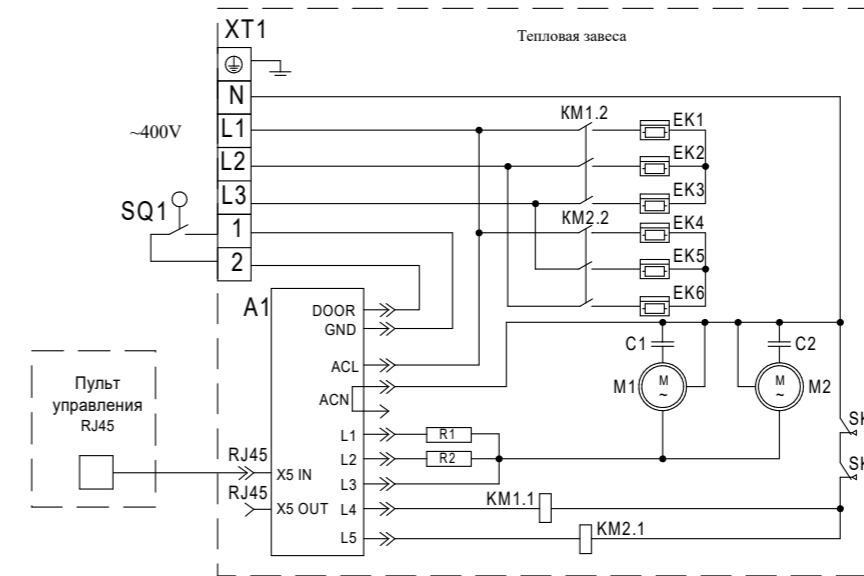 XT1
Тепловая завеса
N
~400V
L1
L2
L3
1
2
SQ1
KM1.2
EK1
EK2
EK3
KM2.2
EK4
EK5
EK6
A1
DOOR
GND
ACL
ACN
C1
C2
M1
M
~
M
~
M2
Пульт
управления
RJ45
L1
R1
L2
R2
L3
RJ45
X5 IN
RJ45
X5 OUT
L4
KM1.1
L5
KM2.1